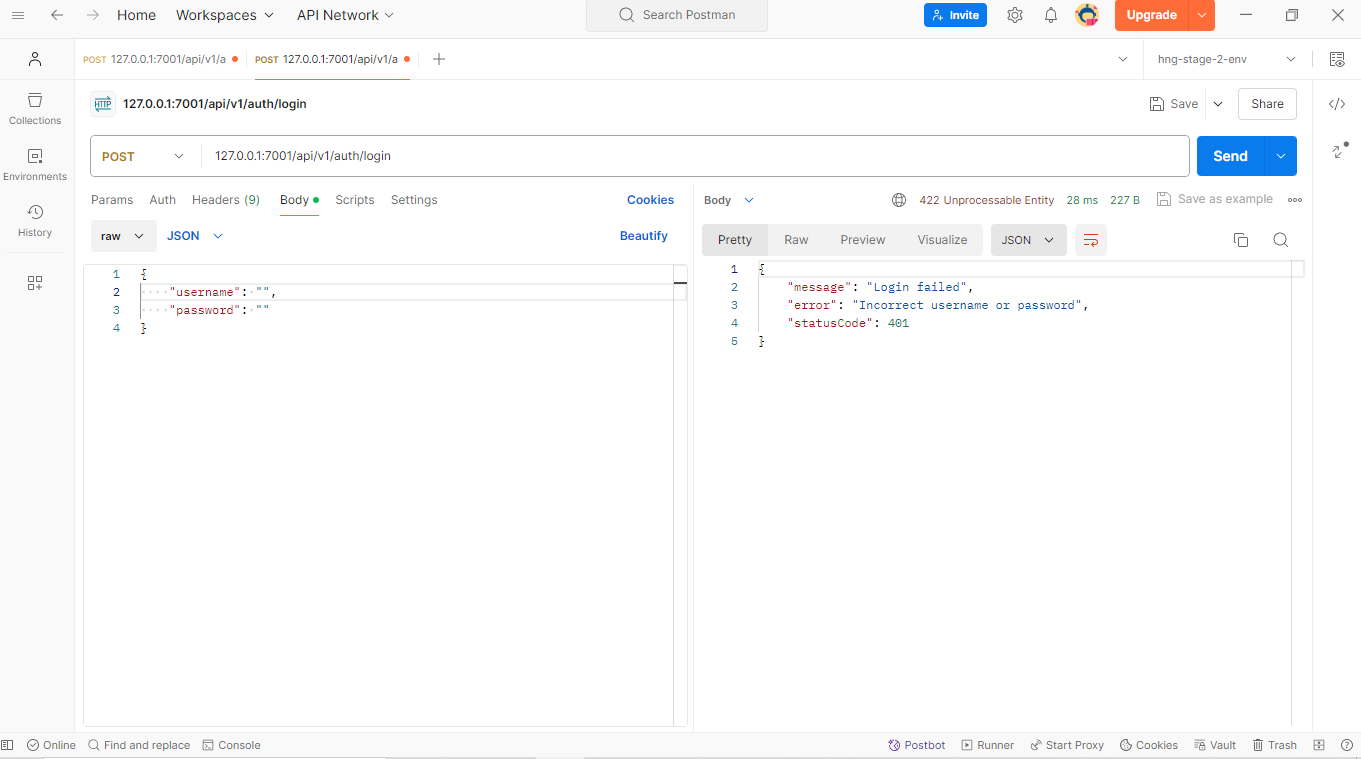 Home Workspaces API Network Search Postman Invite Upgrade
POST 127.0.0.1:7001/api/v1/a POST 127.0.0.1:7001/api/v1/a hng-stage-2-env
HTTP 127.0.0.1:7001/api/v1/auth/login Save Share
Collections
Environments
History
POST 127.0.0.1:7001/api/v1/auth/login Send
Params Auth Headers (9) Body Scripts Settings Cookies
raw JSON Beautify
1 {
2 "username": "",
3 "password": ""
4 }
Body 422 Unprocessable Entity 28 ms 227 B Save as example
Pretty Raw Preview Visualize JSON
1 {
2 "message": "Login failed",
3 "error": "Incorrect username or password",
4 "statusCode": 401
5 }
Online Find and replace Console Postbot Runner Start Proxy Cookies Vault Trash